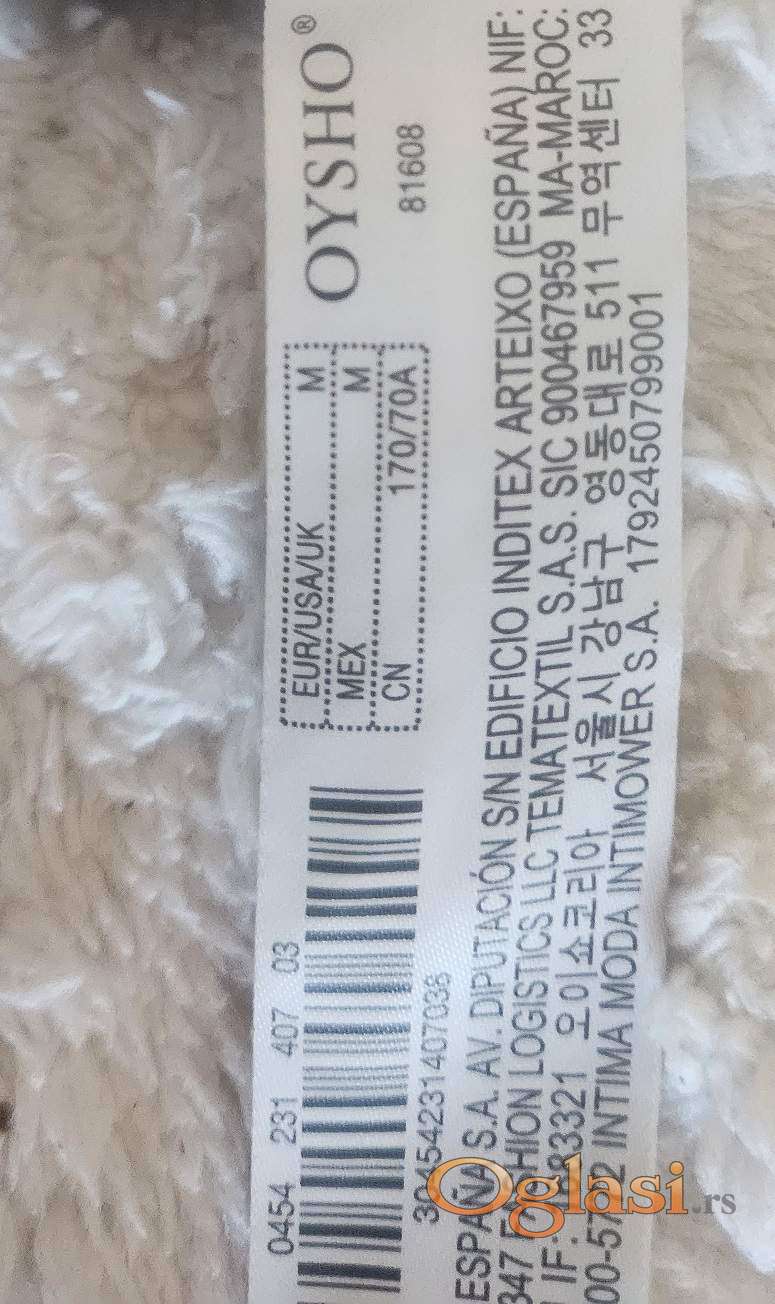 OYSHO®
81608
EUR/USA/UK M
MEX M
CN 170/70A
0454 231 407 03
ESPAÑA S.A. AV. DIPUTACIÓN S/N EDIFICIO INDITEX ARTEIXO (ESPAÑA) NIF:
LOGISTICS LLC TEMATEXTIL S.A.S. SIC 900467959 MA-MAROC:
오이쇼코리아 서울시 강남구 영동대로 511 무역센터 33
INTIMA MODA INTIMOWER S.A. 1792450799001
Oglasi.rs